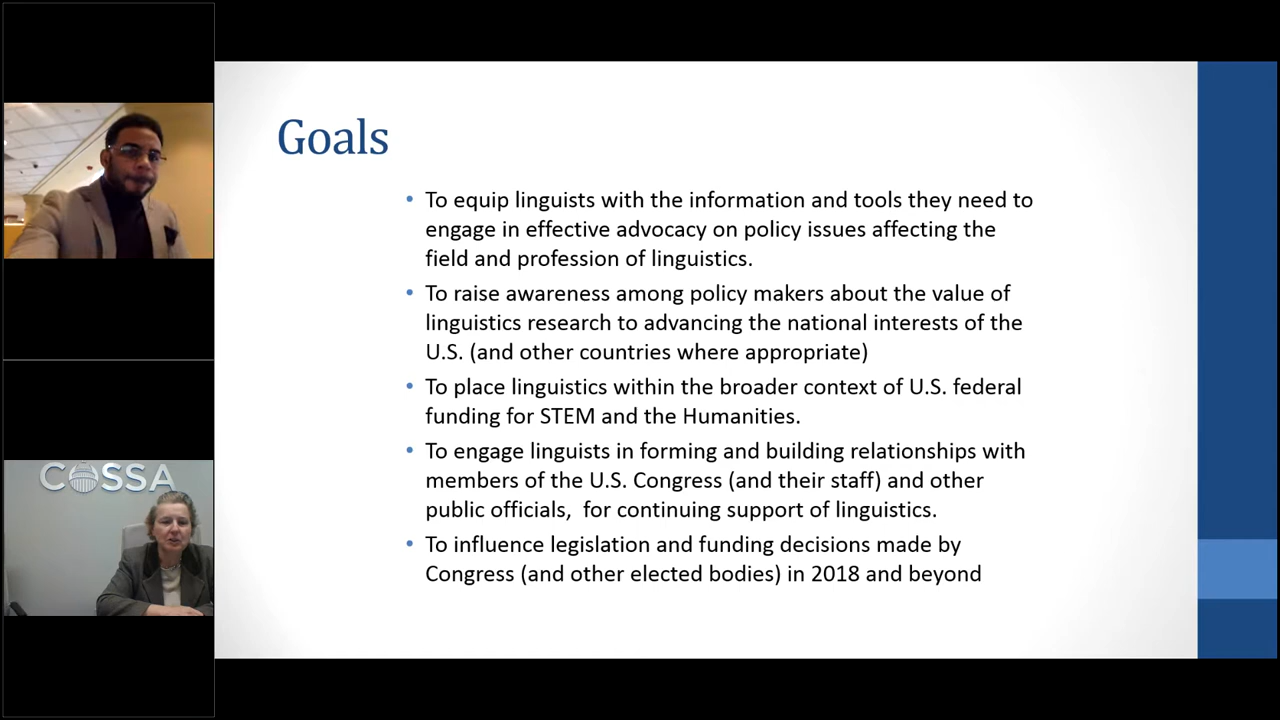 Goals
• To equip linguists with the information and tools they need to
engage in effective advocacy on policy issues affecting the
field and profession of linguistics.
• To raise awareness among policy makers about the value of
linguistics research to advancing the national interests of the
U.S. (and other countries where appropriate)
• To place linguistics within the broader context of U.S. federal
funding for STEM and the Humanities.
• To engage linguists in forming and building relationships with
members of the U.S. Congress (and their staff) and other
public officials,  for continuing support of linguistics.
• To influence legislation and funding decisions made by
Congress (and other elected bodies) in 2018 and beyond
COSSA